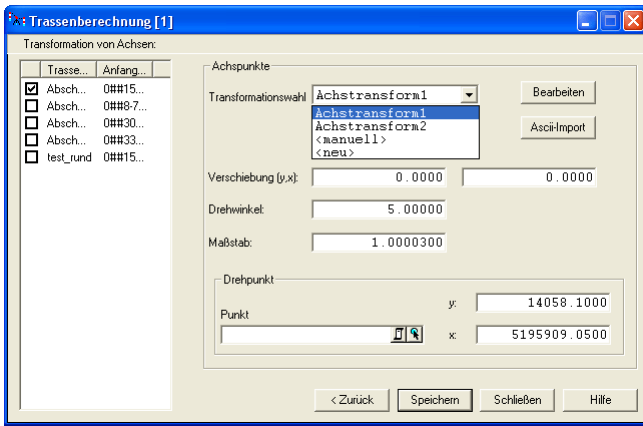 Trassenberechnung [1]
Transformation von Achsen:
Trasse... Anfang...
Absch... 0##15...
Absch... 0##8-7...
Absch... 0##30...
Absch... 0##33...
test_rund 0##15...
Achspunkte
Transformationswahl Achstransform1 Bearbeiten
Achstransform1
Achstransform2
<manuell>
<neu>
Ascii-Import
Verschiebung (y,x): 0.0000 0.0000
Drehwinkel: 5.00000
Maßstab: 1.0000300
Drehpunkt
Punkt
y: 14058.1000
x: 5195909.0500
< Zurück Speichern Schließen Hilfe